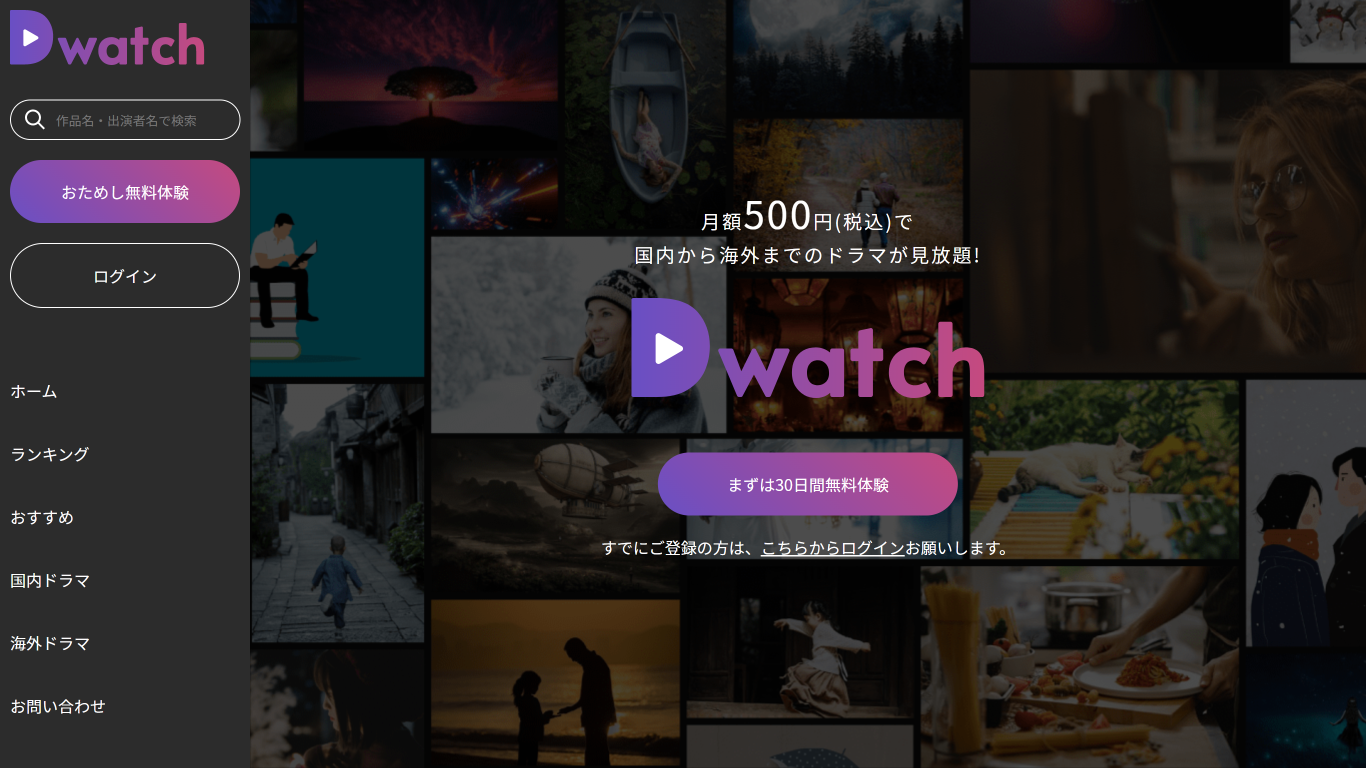 Dwatch
作品名・出演者名で検索
おためし無料体験
ログイン
ホーム
ランキング
おすすめ
国内ドラマ
海外ドラマ
お問い合わせ
月額500円(税込)で
国内から海外までのドラマが見放題!
Dwatch
まずは30日間無料体験
すでにご登録の方は、こちらからログインお願いします。